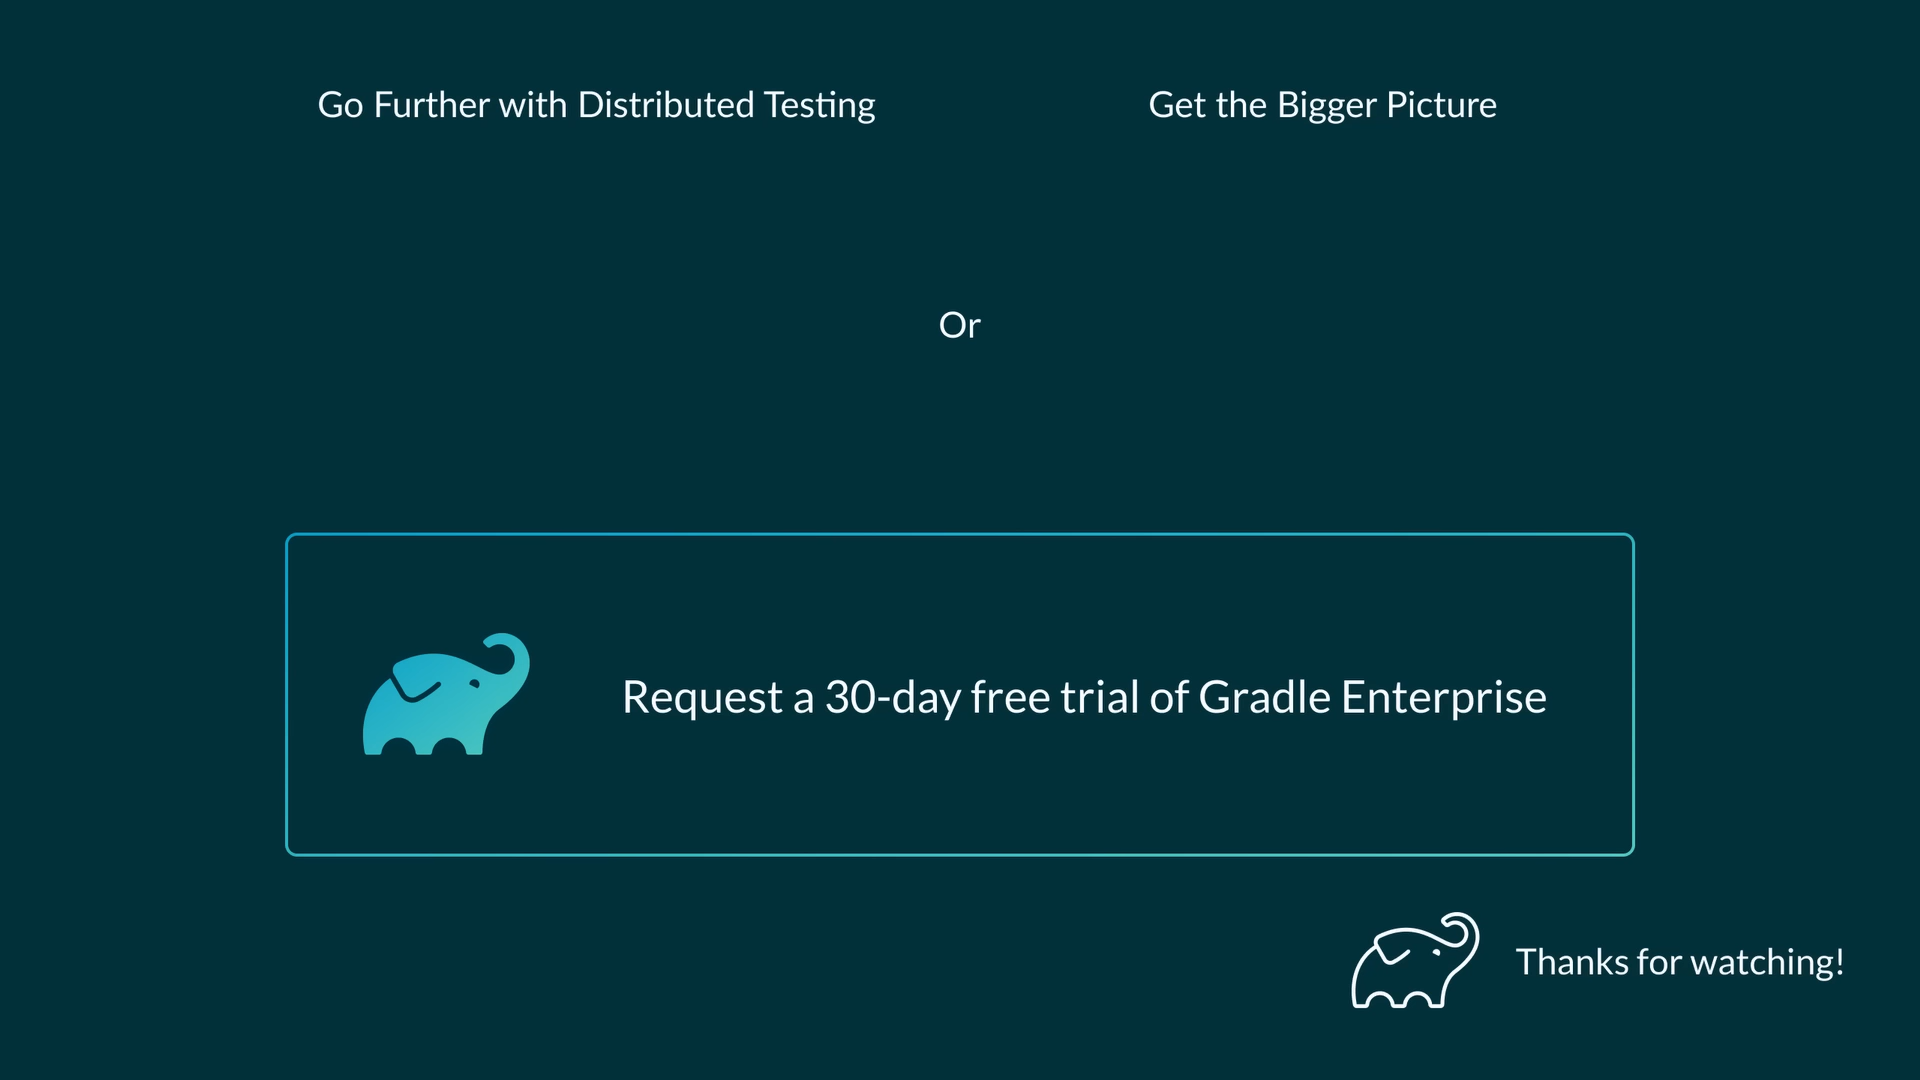 Go Further with Distributed Testing
Get the Bigger Picture
Or
Request a 30-day free trial of Gradle Enterprise
Thanks for watching!